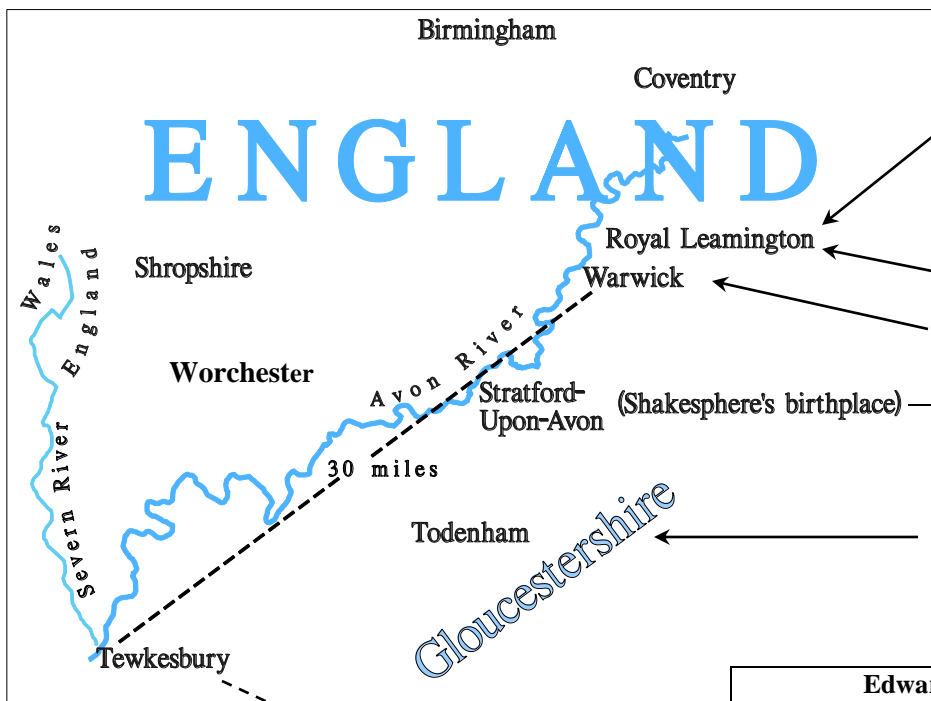 Birmingham
Coventry
ENGLAND
Royal Leamington
Wales
England
Shropshire
Warwick
Avon River
Worchester
Stratford-
Upon-Avon
(Shakesphere's birthplace)
30 miles
Severn River
Todenham
Gloucestershire
Tewkesbury